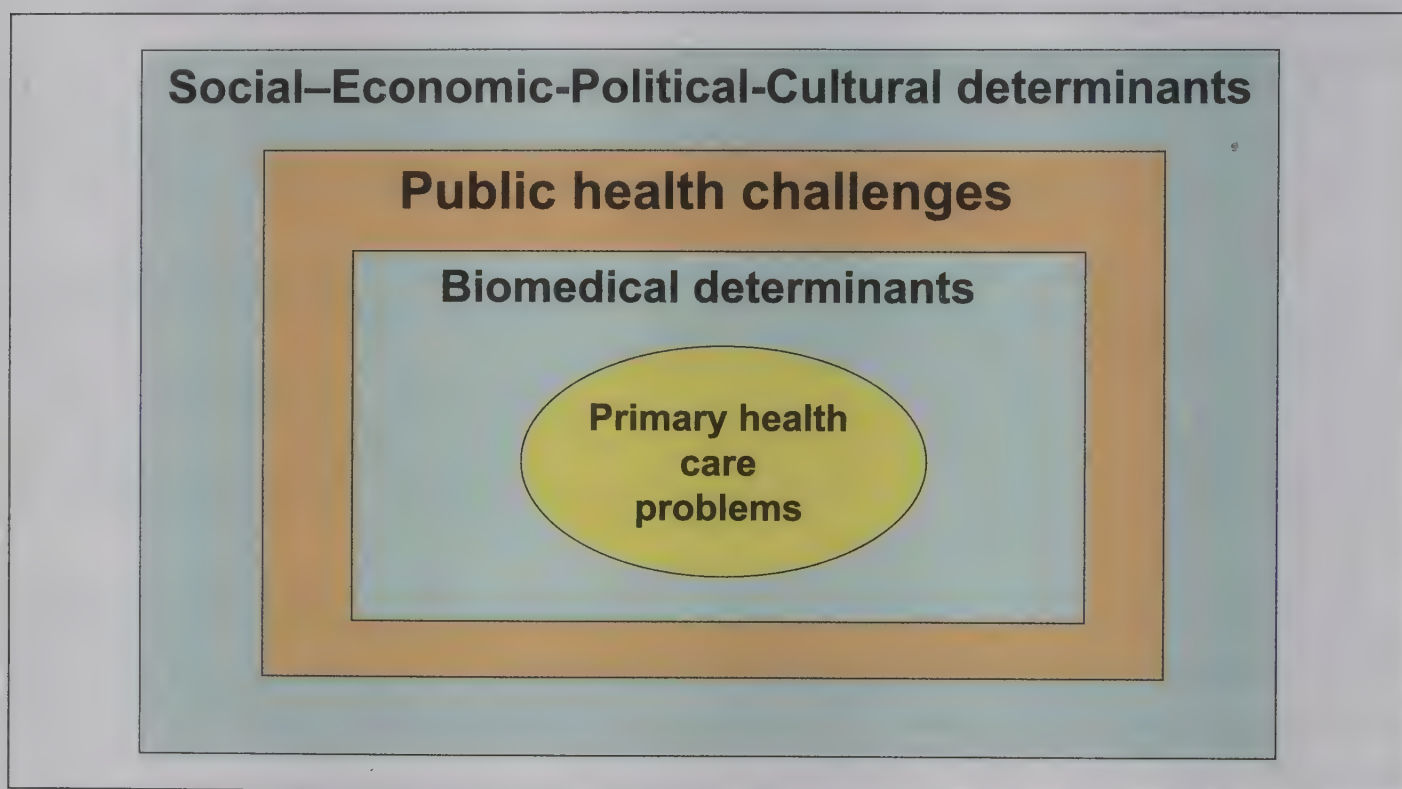 Social–Economic-Political-Cultural determinants
Public health challenges
Biomedical determinants
Primary health
care
problems